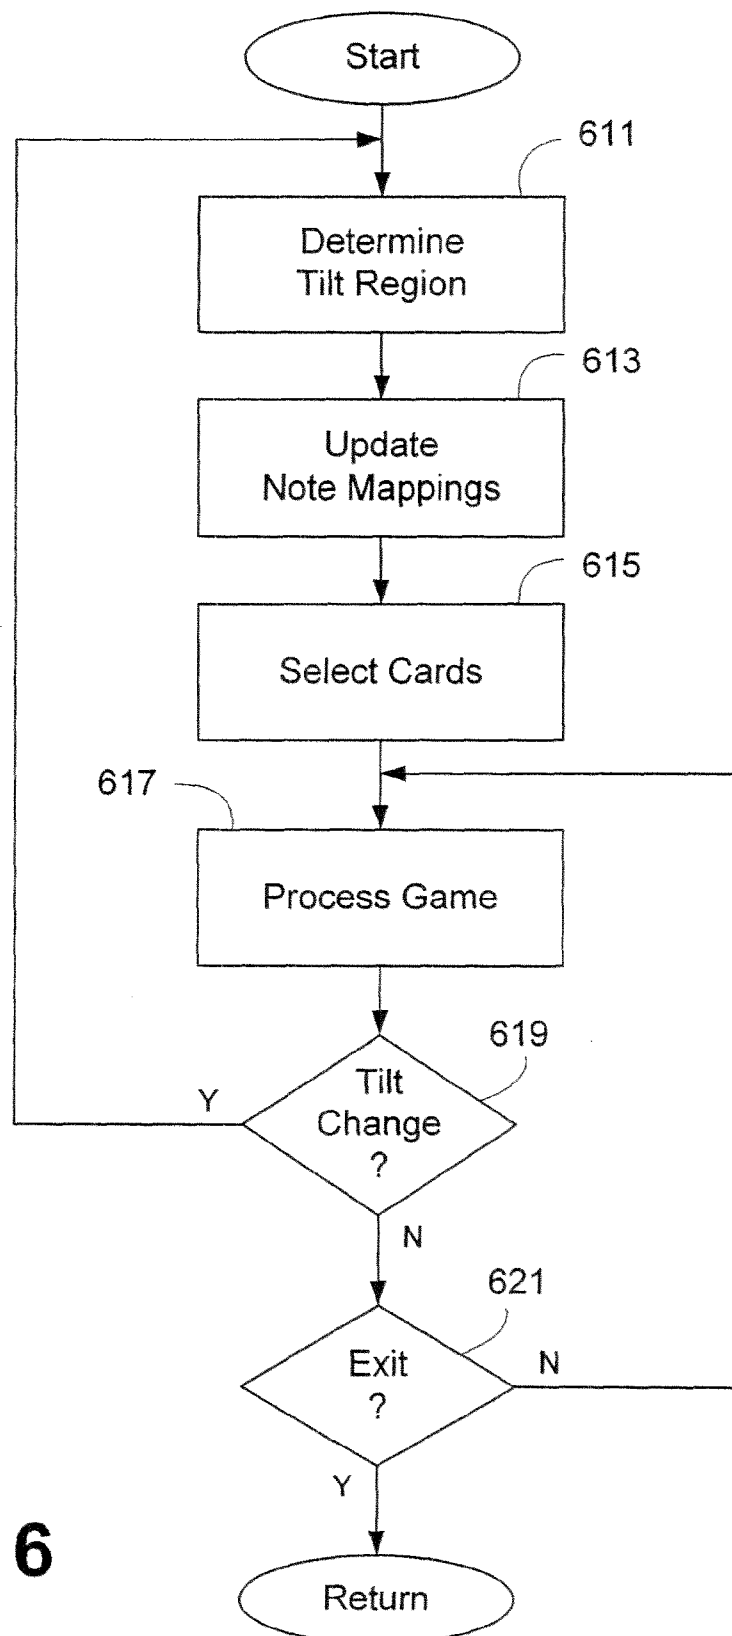 Start
611
Determine
Tilt Region
613
Update
Note Mappings
615
Select Cards
617
Process Game
619
Tilt
Change
?
Y
N
621
Exit
?
N
Y
6
Return